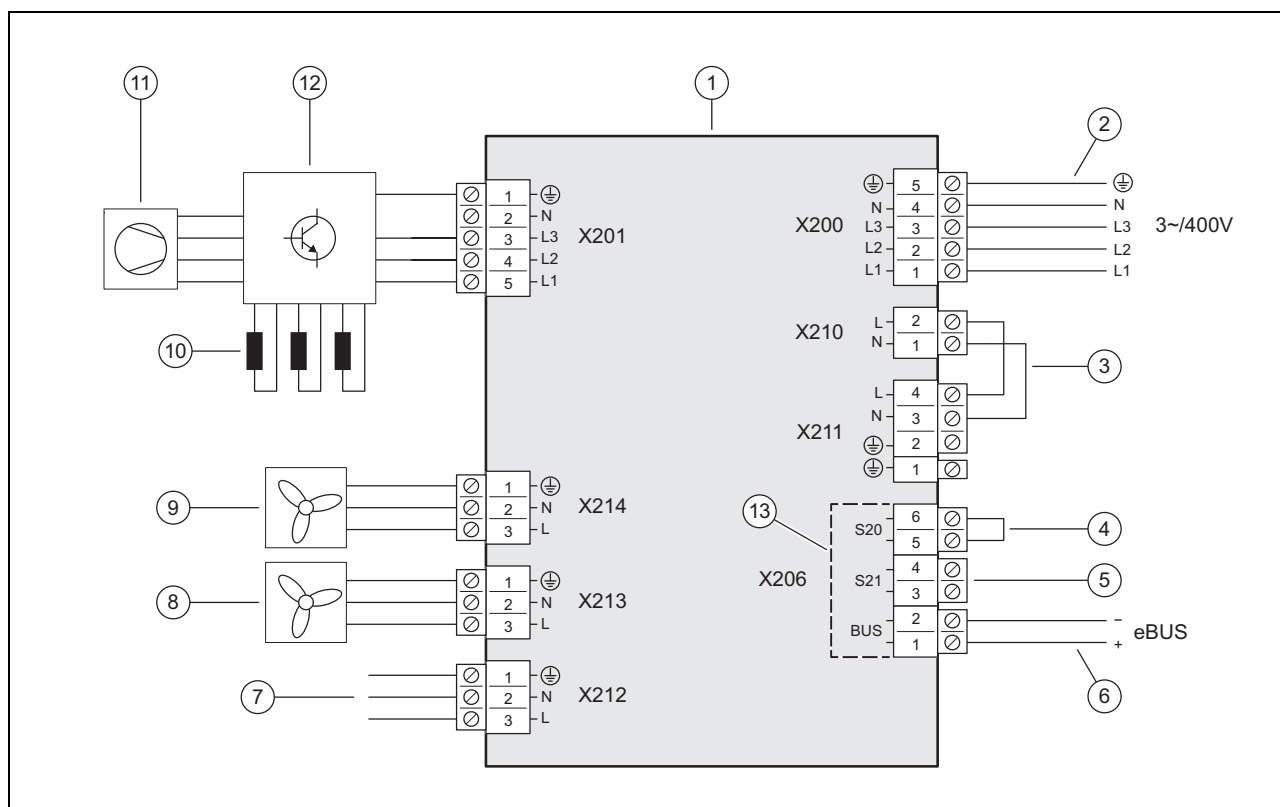 11
12
1
2
5
4 N
X200 3 L3
2 L2
1 L1
N
L3 3~/400V
L2
L1
1
2 N
3 L3 X201
4 L2
5 L1
10
X210 L 2
N 1
3
X211 L 4
N 3
2
1
9
1
2 N X214
3 L
13
X206
S20 6
5
4
S21 4
3
5
BUS 2
1
− eBUS
+
6
8
1
2 N X213
3 L
7
1
2 N X212
3 L